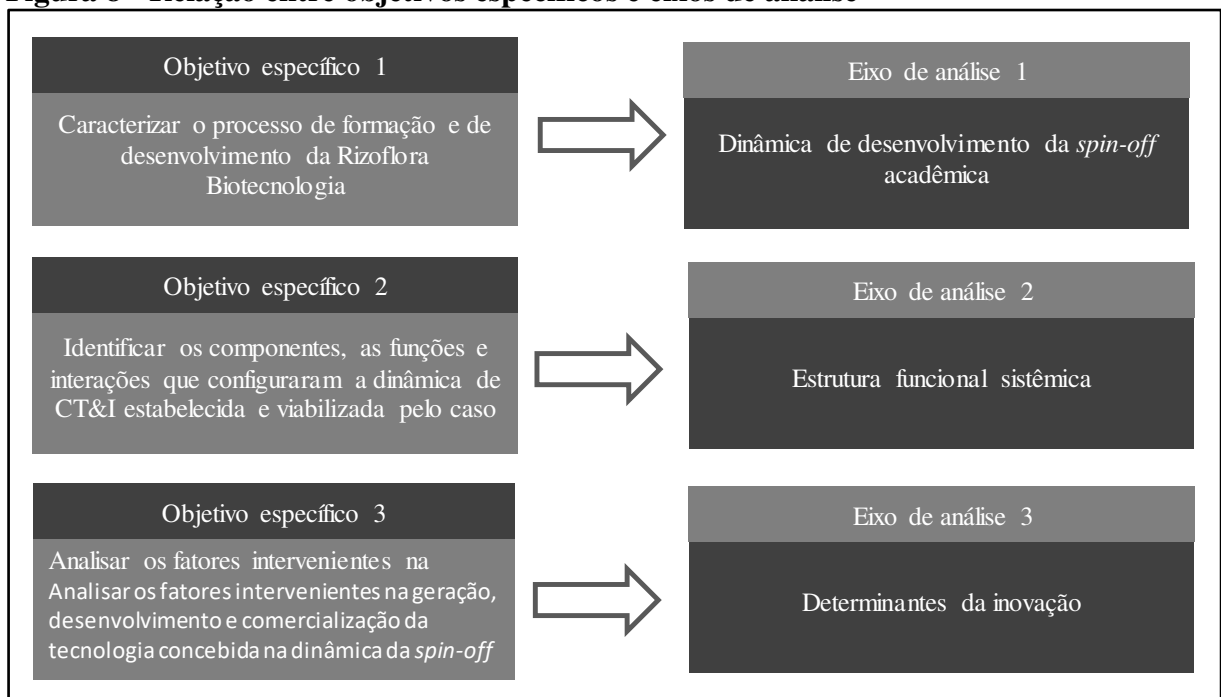 Figura 8 - Relação entre objetivos específicos e eixos de análise
Objetivo específico 1
Caracterizar o processo de formação e de
desenvolvimento da Rizoflora
Biotecnologia
Eixo de análise 1
Dinâmica de desenvolvimento da spin-off
acadêmica
Objetivo específico 2
Identificar os componentes, as funções e
interações que configuraram a dinâmica de
CT&I estabelecida e viabilizada pelo caso
Eixo de análise 2
Estrutura funcional sistêmica
Objetivo específico 3
Analisar os fatores intervenientes na
Analisar os fatores intervenientes na geração,
desenvolvimento e comercialização da
tecnologia concebida na dinâmica da spin-off
Eixo de análise 3
Determinantes da inovação